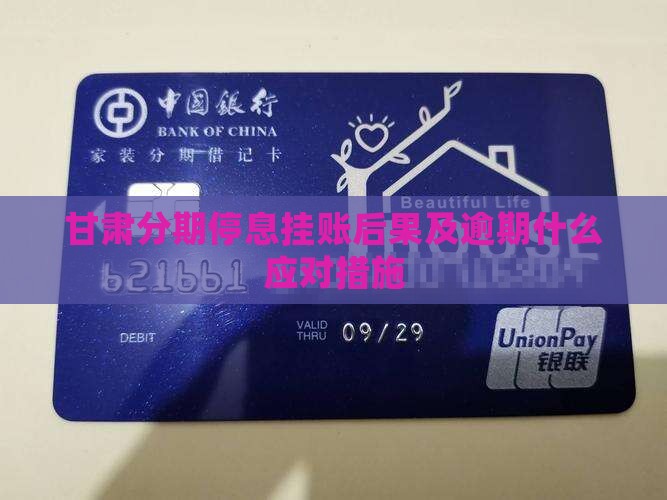 中国银行
BANK OF CHINA
家装分期借记卡
Beautiful Life
甘肃分期停息挂账后果及逾期什么
应对措施
DEBIT
VALID
THRU
09/29
UnionPay
银联